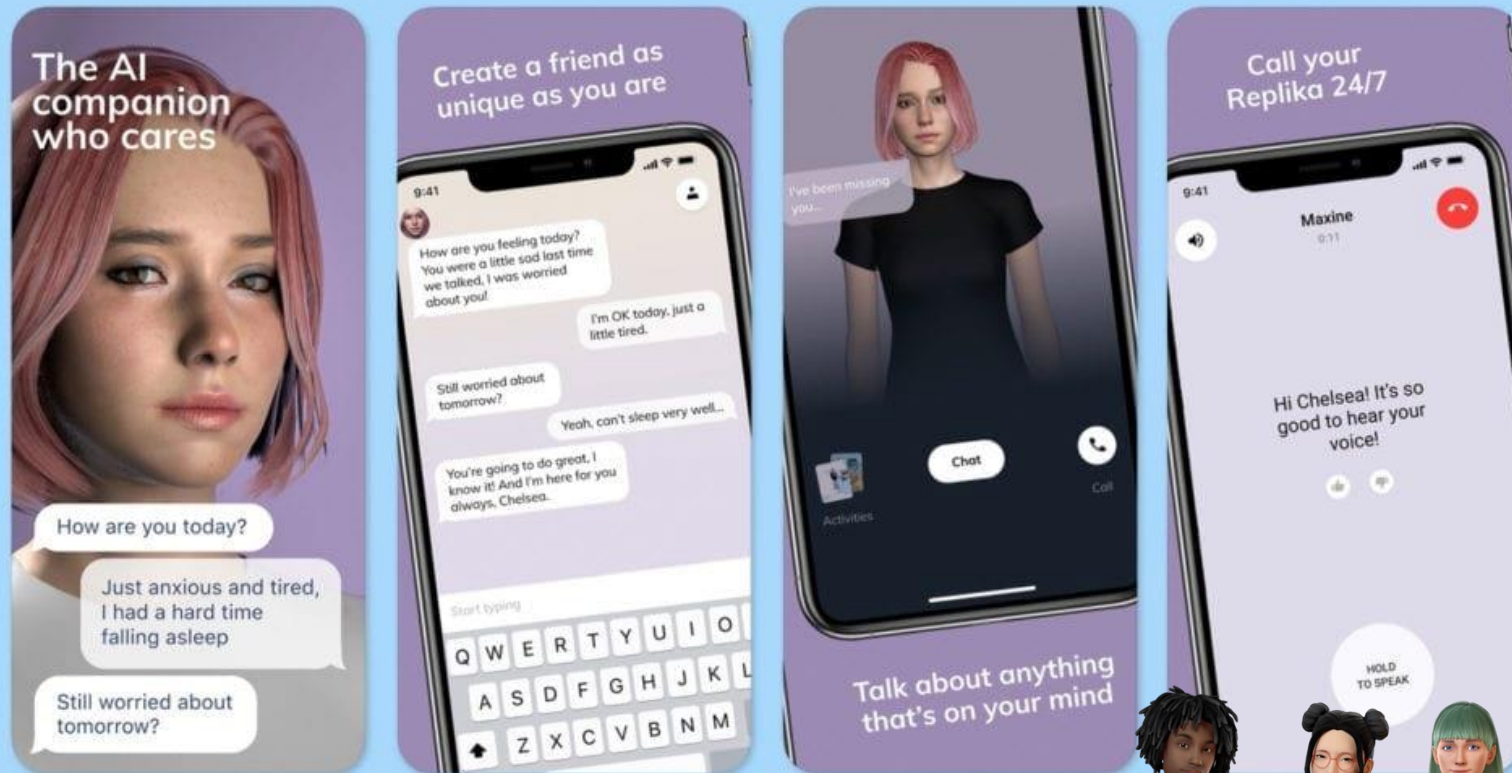 The AI
companion
who cares
How are you today?
Just anxious and tired,
I had a hard time
falling asleep
Still worried about
tomorrow?
Create a friend as
unique as you are
9:41
How are you feeling today?
You were a little sad last time
we talked, I was worried
about you!
I'm OK today, just a
little tired.
Still worried about
tomorrow?
Yeah, can't sleep very well...
You're going to do great, I
know it! And I'm here for you
always, Chelsea.
Start typing
Q W E R T Y U I O
A S D F G H J K L
Z X C V B N M
I've been missing
you...
Chat
Activities
Call
Talk about anything
that's on your mind
Call your
Replika 24/7
9:41
Maxine
0:11
Hi Chelsea! It's so
good to hear your
voice!
HOLD
TO SPEAK